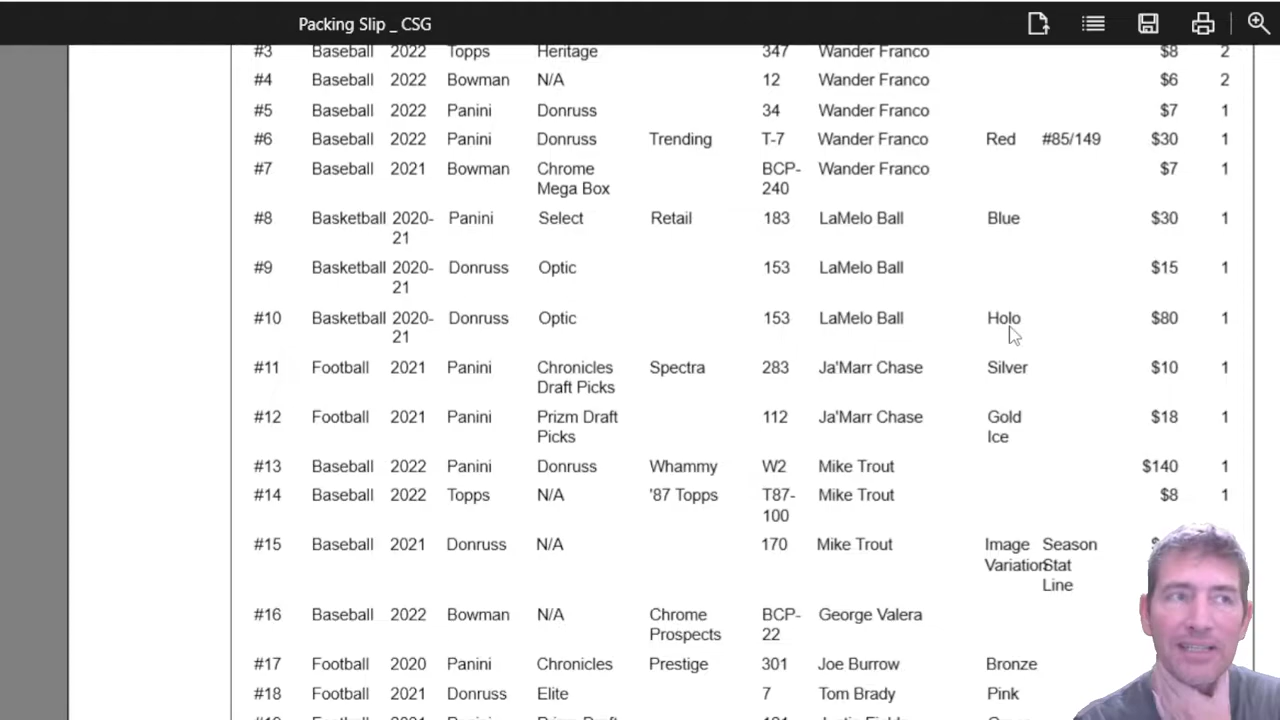 Packing Slip _ CSG
#3 Baseball 2022 Topps Heritage 347 Wander Franco $8 2
#4 Baseball 2022 Bowman N/A 12 Wander Franco $6 2
#5 Baseball 2022 Panini Donruss 34 Wander Franco $7 1
#6 Baseball 2022 Panini Donruss Trending T-7 Wander Franco Red #85/149 $30 1
#7 Baseball 2021 Bowman Chrome BCP- Wander Franco $7 1
Mega Box 240
#8 Basketball 2020- Panini Select Retail 183 LaMelo Ball Blue $30 1
21
#9 Basketball 2020- Donruss Optic 153 LaMelo Ball $15 1
21
#10 Basketball 2020- Donruss Optic 153 LaMelo Ball Holo $80 1
21
#11 Football 2021 Panini Chronicles Spectra 283 Ja'Marr Chase Silver $10 1
Draft Picks
#12 Football 2021 Panini Prizm Draft 112 Ja'Marr Chase Gold $18 1
Picks Ice
#13 Baseball 2022 Panini Donruss Whammy W2 Mike Trout $140 1
#14 Baseball 2022 Topps N/A '87 Topps T87- Mike Trout $8 1
100
#15 Baseball 2021 Donruss N/A 170 Mike Trout Image Season
Variation Stat
Line
#16 Baseball 2022 Bowman N/A Chrome BCP- George Valera
Prospects 22
#17 Football 2020 Panini Chronicles Prestige 301 Joe Burrow Bronze
#18 Football 2021 Donruss Elite 7 Tom Brady Pink